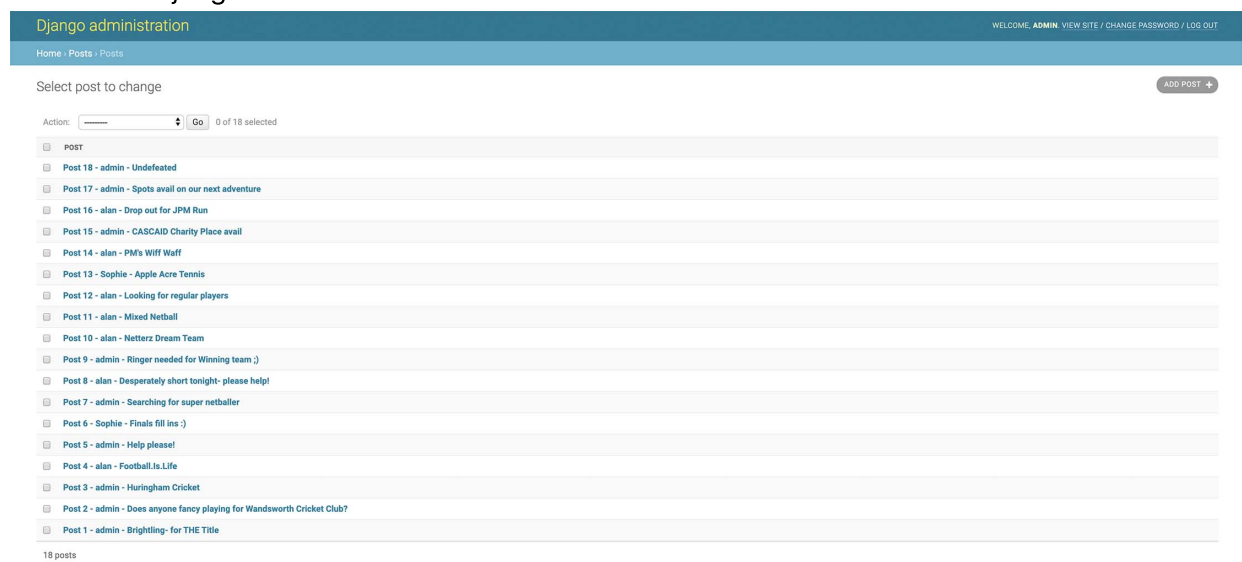 Django administration
WELCOME, ADMIN. VIEW SITE / CHANGE PASSWORD / LOG OUT
Home › Posts › Posts
Select post to change
ADD POST +
Action: --------- Go 0 of 18 selected
POST
Post 18 - admin - Undefeated
Post 17 - admin - Spots avail on our next adventure
Post 16 - alan - Drop out for JPM Run
Post 15 - admin - CASCAID Charity Place avail
Post 14 - alan - PM's Wiff Waff
Post 13 - Sophie - Apple Acre Tennis
Post 12 - alan - Looking for regular players
Post 11 - alan - Mixed Netball
Post 10 - alan - Netterz Dream Team
Post 9 - admin - Ringer needed for Winning team ;)
Post 8 - alan - Desperately short tonight- please help!
Post 7 - admin - Searching for super netballer
Post 6 - Sophie - Finals fill ins :)
Post 5 - admin - Help please!
Post 4 - alan - Football.Is.Life
Post 3 - admin - Huringham Cricket
Post 2 - admin - Does anyone fancy playing for Wandsworth Cricket Club?
Post 1 - admin - Brightling- for THE Title
18 posts